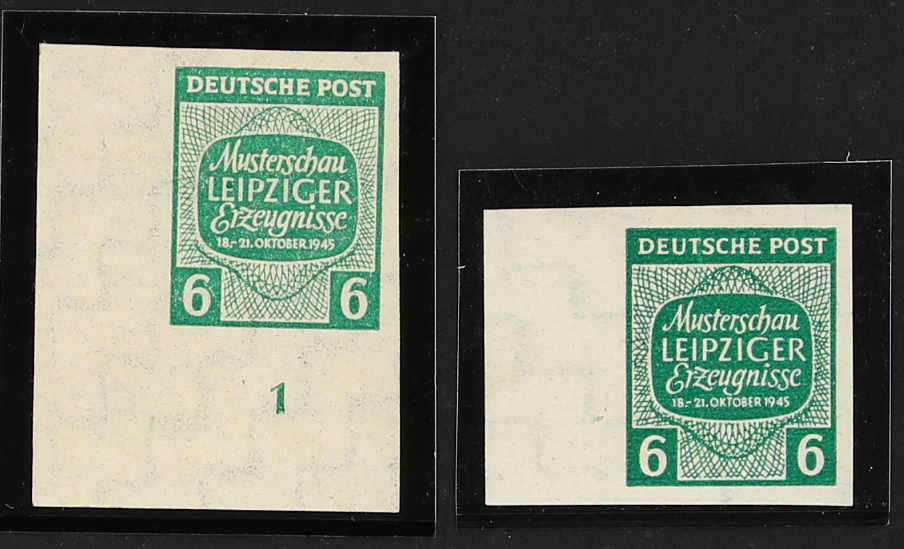 DEUTSCHE POST
Musterschau
LEIPZIGER
Erzeugnisse
18.-21. OKTOBER 1945
6 6
1
DEUTSCHE POST
Musterschau
LEIPZIGER
Erzeugnisse
18.-21. OKTOBER 1945
6 6